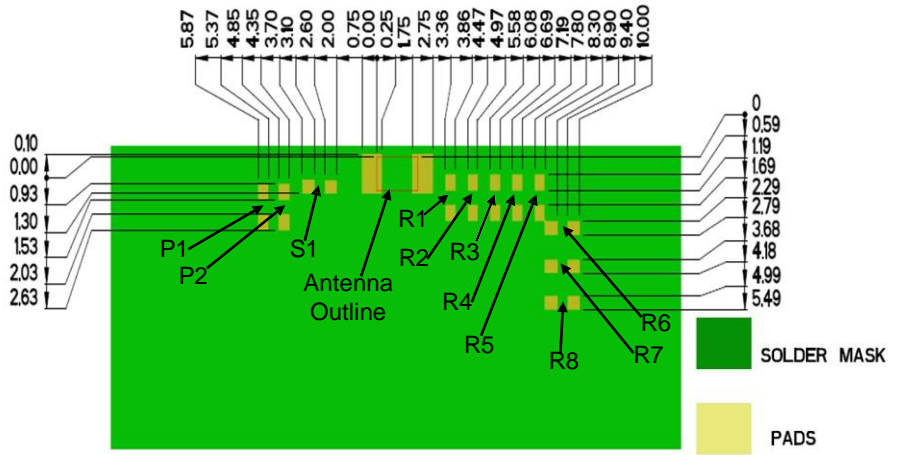 5.87 5.37 4.85 4.35 3.70 3.10 2.60 2.00 0.75 0.00 0.25 1.75 2.75 3.36 3.86 4.47 4.97 5.58 6.08 6.69 7.19 7.80 8.30 8.90 9.40 10.00
0.10
0.00
0.93
1.30
1.53
2.03
2.63
0
0.59
1.19
1.69
2.29
2.79
3.68
4.18
4.99
5.49
P1
P2
S1
Antenna
Outline
R1
R2
R3
R4
R5
R6
R7
R8
SOLDER MASK
PADS